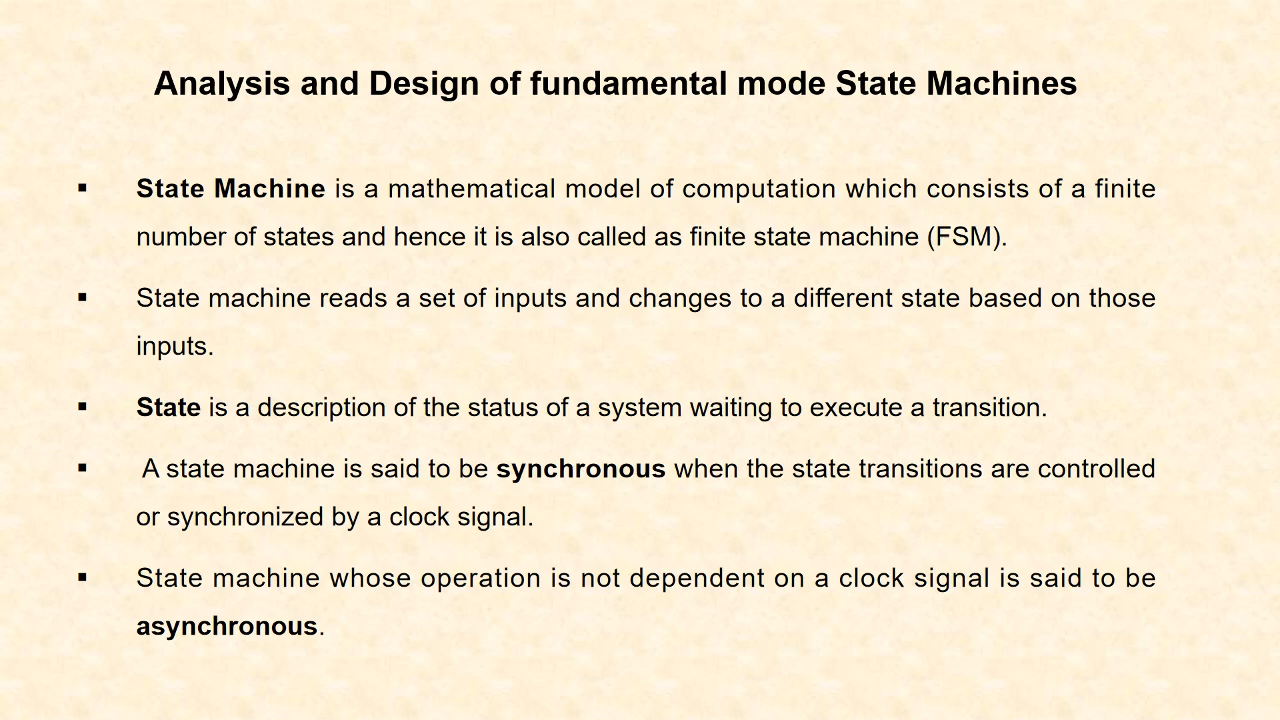 Analysis and Design of fundamental mode State Machines
▪ State Machine is a mathematical model of computation which consists of a finite
number of states and hence it is also called as finite state machine (FSM).
▪ State machine reads a set of inputs and changes to a different state based on those
inputs.
▪ State is a description of the status of a system waiting to execute a transition.
▪ A state machine is said to be synchronous when the state transitions are controlled
or synchronized by a clock signal.
▪ State machine whose operation is not dependent on a clock signal is said to be
asynchronous.